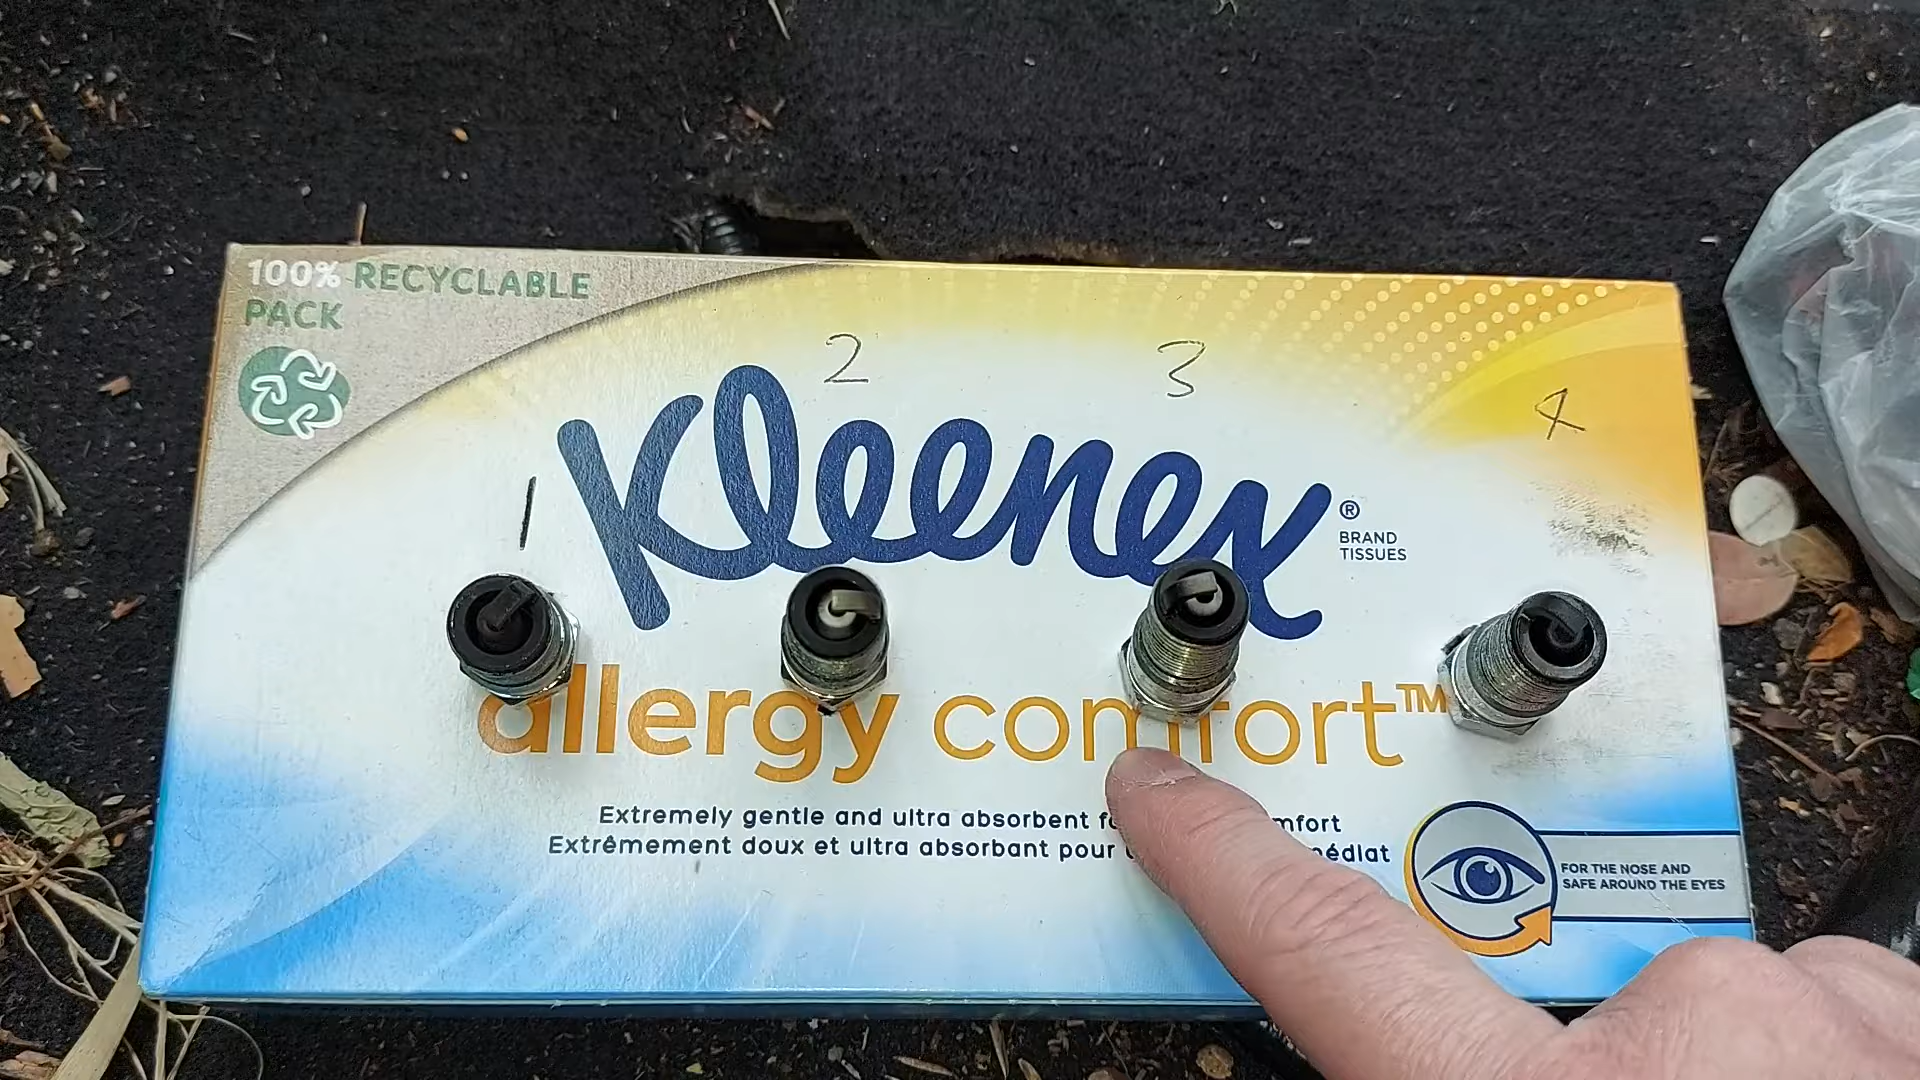 100% RECYCLABLE
PACK
1
2
3
4
Kleenex®
BRAND
TISSUES
allergy comfort™
Extremely gentle and ultra absorbent
Extrêmement doux et ultra absorbant pour
FOR THE NOSE AND
SAFE AROUND THE EYES